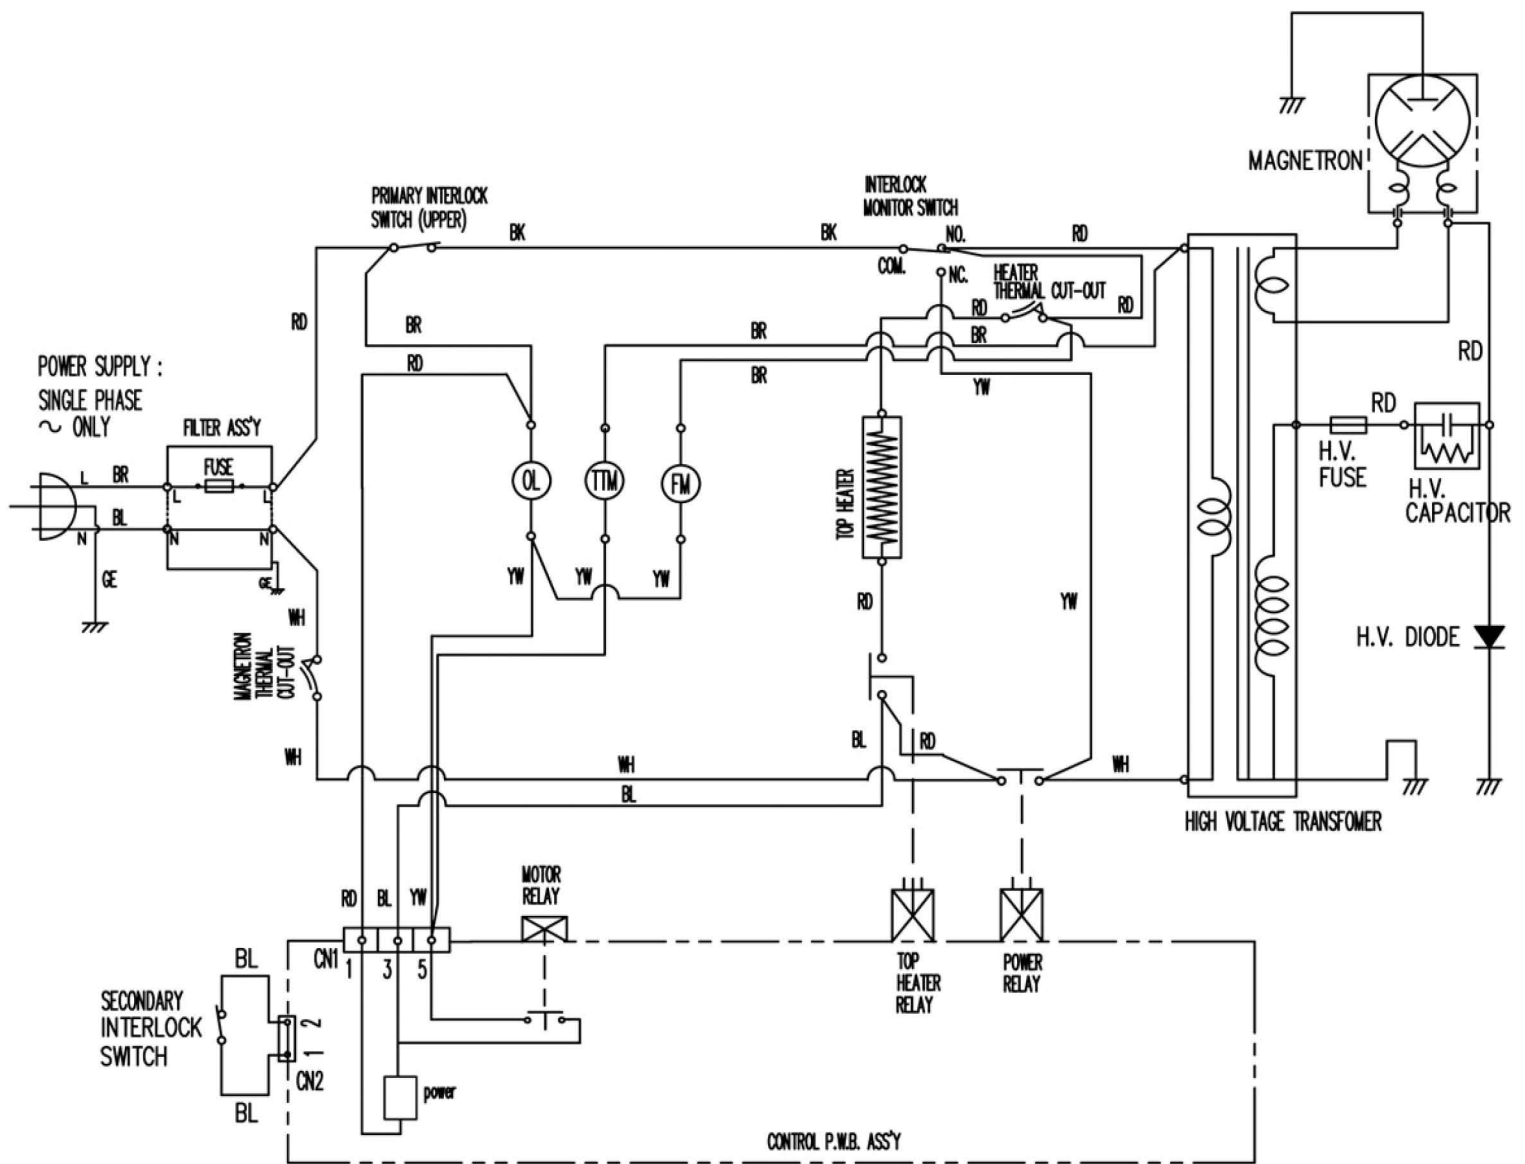 MAGNETRON
PRIMARY INTERLOCK
SWITCH (UPPER)
INTERLOCK
MONITOR SWITCH
BK
BK
NO.
RD
COM.
NC.
HEATER
THERMAL CUT-OUT
RD
RD
RD
BR
BR
BR
RD
BR
YW
RD
POWER SUPPLY :
SINGLE PHASE
~ ONLY
FILTER ASS'Y
FUSE
L
BR
L
L
BL
N
N
N
GE
GE
OL
TTM
FM
TOP HEATER
RD
H.V.
FUSE
H.V.
CAPACITOR
YW
YW
YW
RD
YW
WH
MAGNETRON
THERMAL
CUT-OUT
H.V. DIODE
WH
WH
BL
BL
RD
WH
HIGH VOLTAGE TRANSFOMER
RD
BL
YW
MOTOR
RELAY
CN1
1
3
5
TOP
HEATER
RELAY
POWER
RELAY
BL
SECONDARY
INTERLOCK
SWITCH
2
1
CN2
BL
power
CONTROL P.W.B. ASS'Y